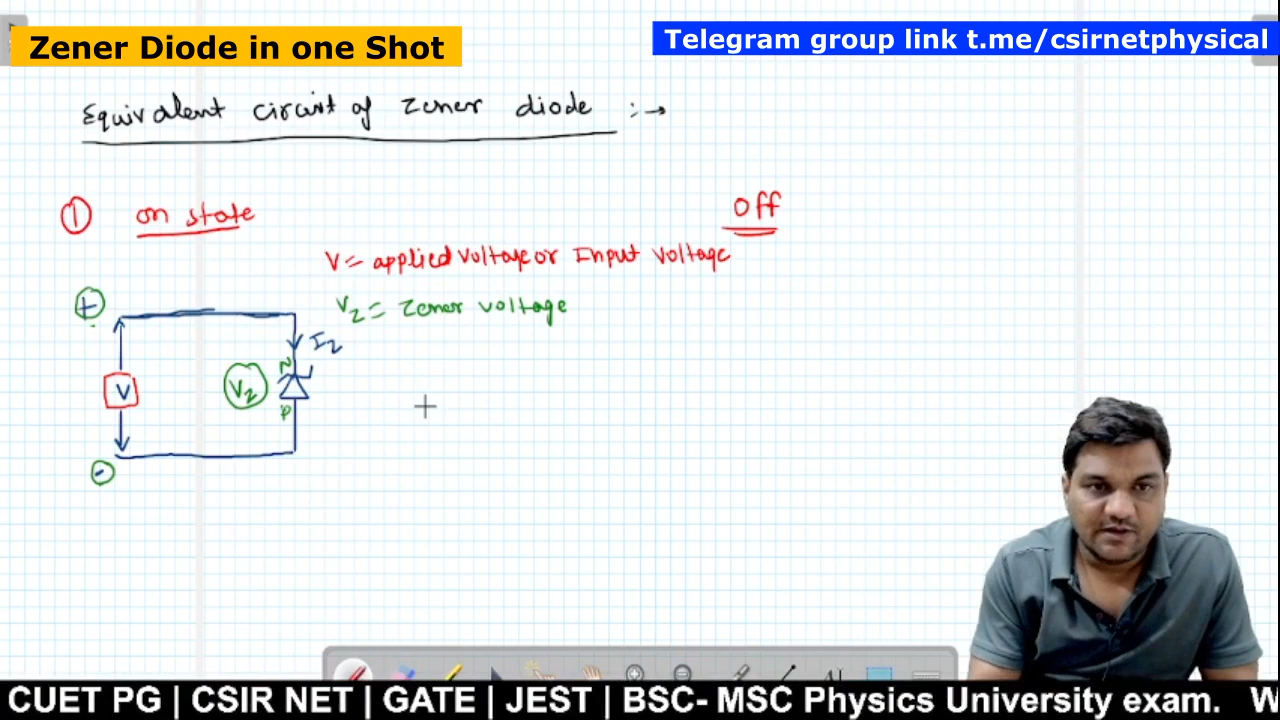 Zener Diode in one Shot
Telegram group link t.me/csirnetphysical
Equivalent circuit of Zener diode :→
① on state
Off
V = applied voltage or Input voltage
Vz = Zener voltage
+
Iz
N
V
Vz
P
-
CUET PG | CSIR NET | GATE | JEST | BSC- MSC Physics University exam. W